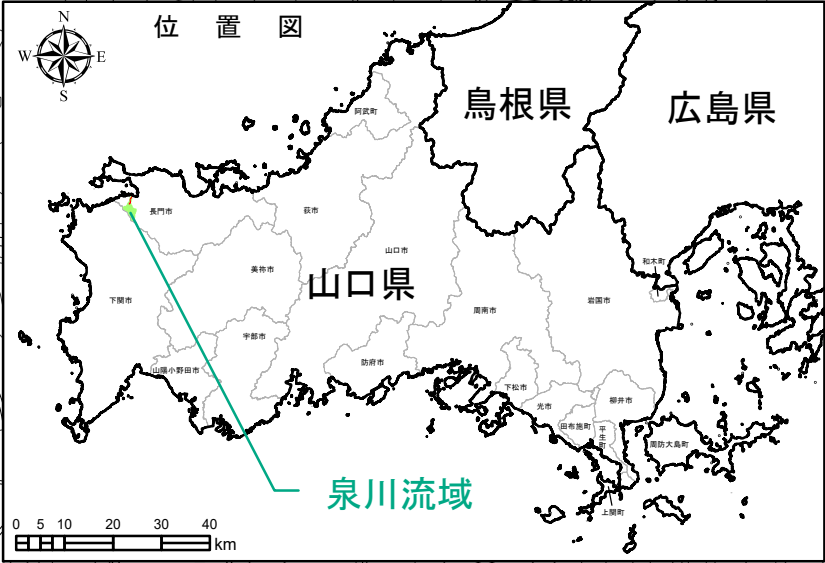 位置図
N
W
E
S
島根県
広島県
阿武町
長門市
萩市
山口市
和木町
美祢市
山口県
下関市
周南市
岩国市
宇部市
山陽小野田市
防府市
下松市
光市
柳井市
田布施町
平生町
周防大島町
上関町
泉川流域
0 5 10 20 30 40
km